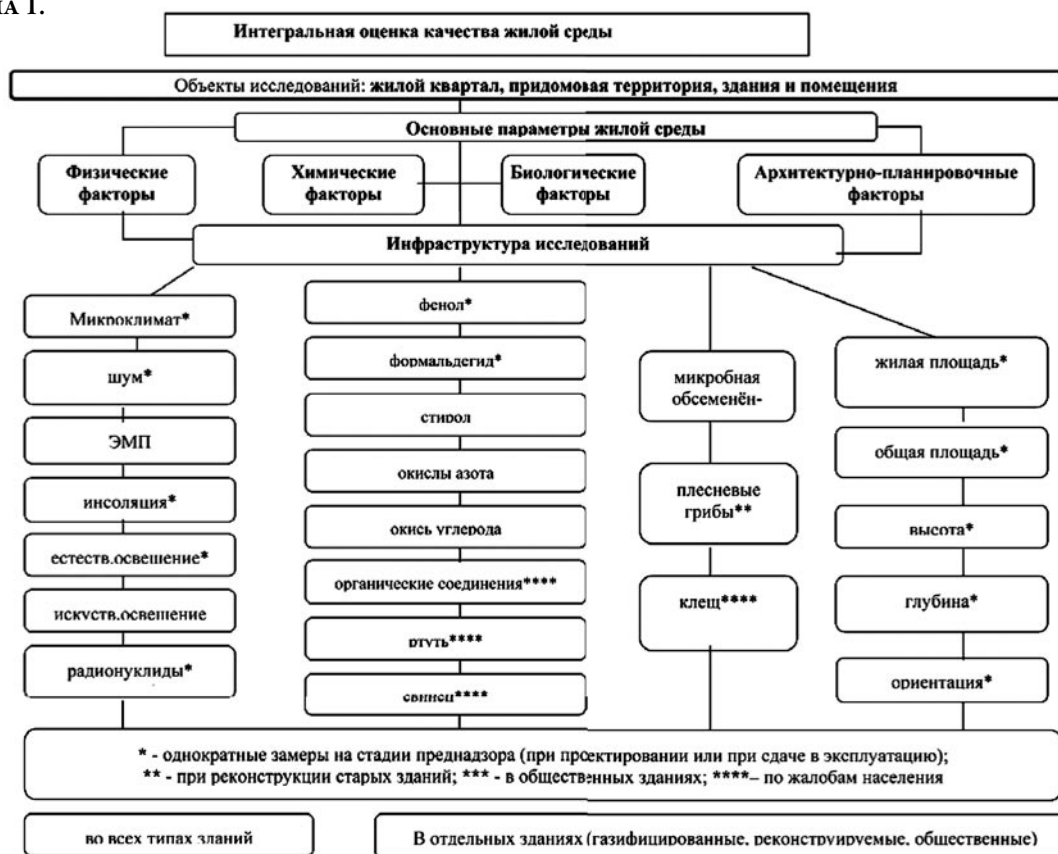 МА 1.
Интегральная оценка качества жилой среды
Объекты исследований: жилой квартал, придомовая территория, здания и помещения
Основные параметры жилой среды
Физические
факторы
Химические
факторы
Биологические
факторы
Архитектурно-планировочные
факторы
Инфраструктура исследований
Микроклимат*
шум*
ЭМП
инсоляция*
естеств.освещение*
искуств.освещение
радионуклиды*
фенол*
формальдегид*
стирол
окислы азота
окись углерода
органические соединения****
ртуть****
свинец****
микробная
обсеменён-
плесневые
грибы**
клещ****
жилая площадь*
общая площадь*
высота*
глубина*
ориентация*
* - однократные замеры на стадии преднадзора (при проектировании или при сдаче в эксплуатацию);
** - при реконструкции старых зданий; *** - в общественных зданиях; ****– по жалобам населения
во всех типах зданий
В отдельных зданиях (газифицированные, реконструируемые, общественные)